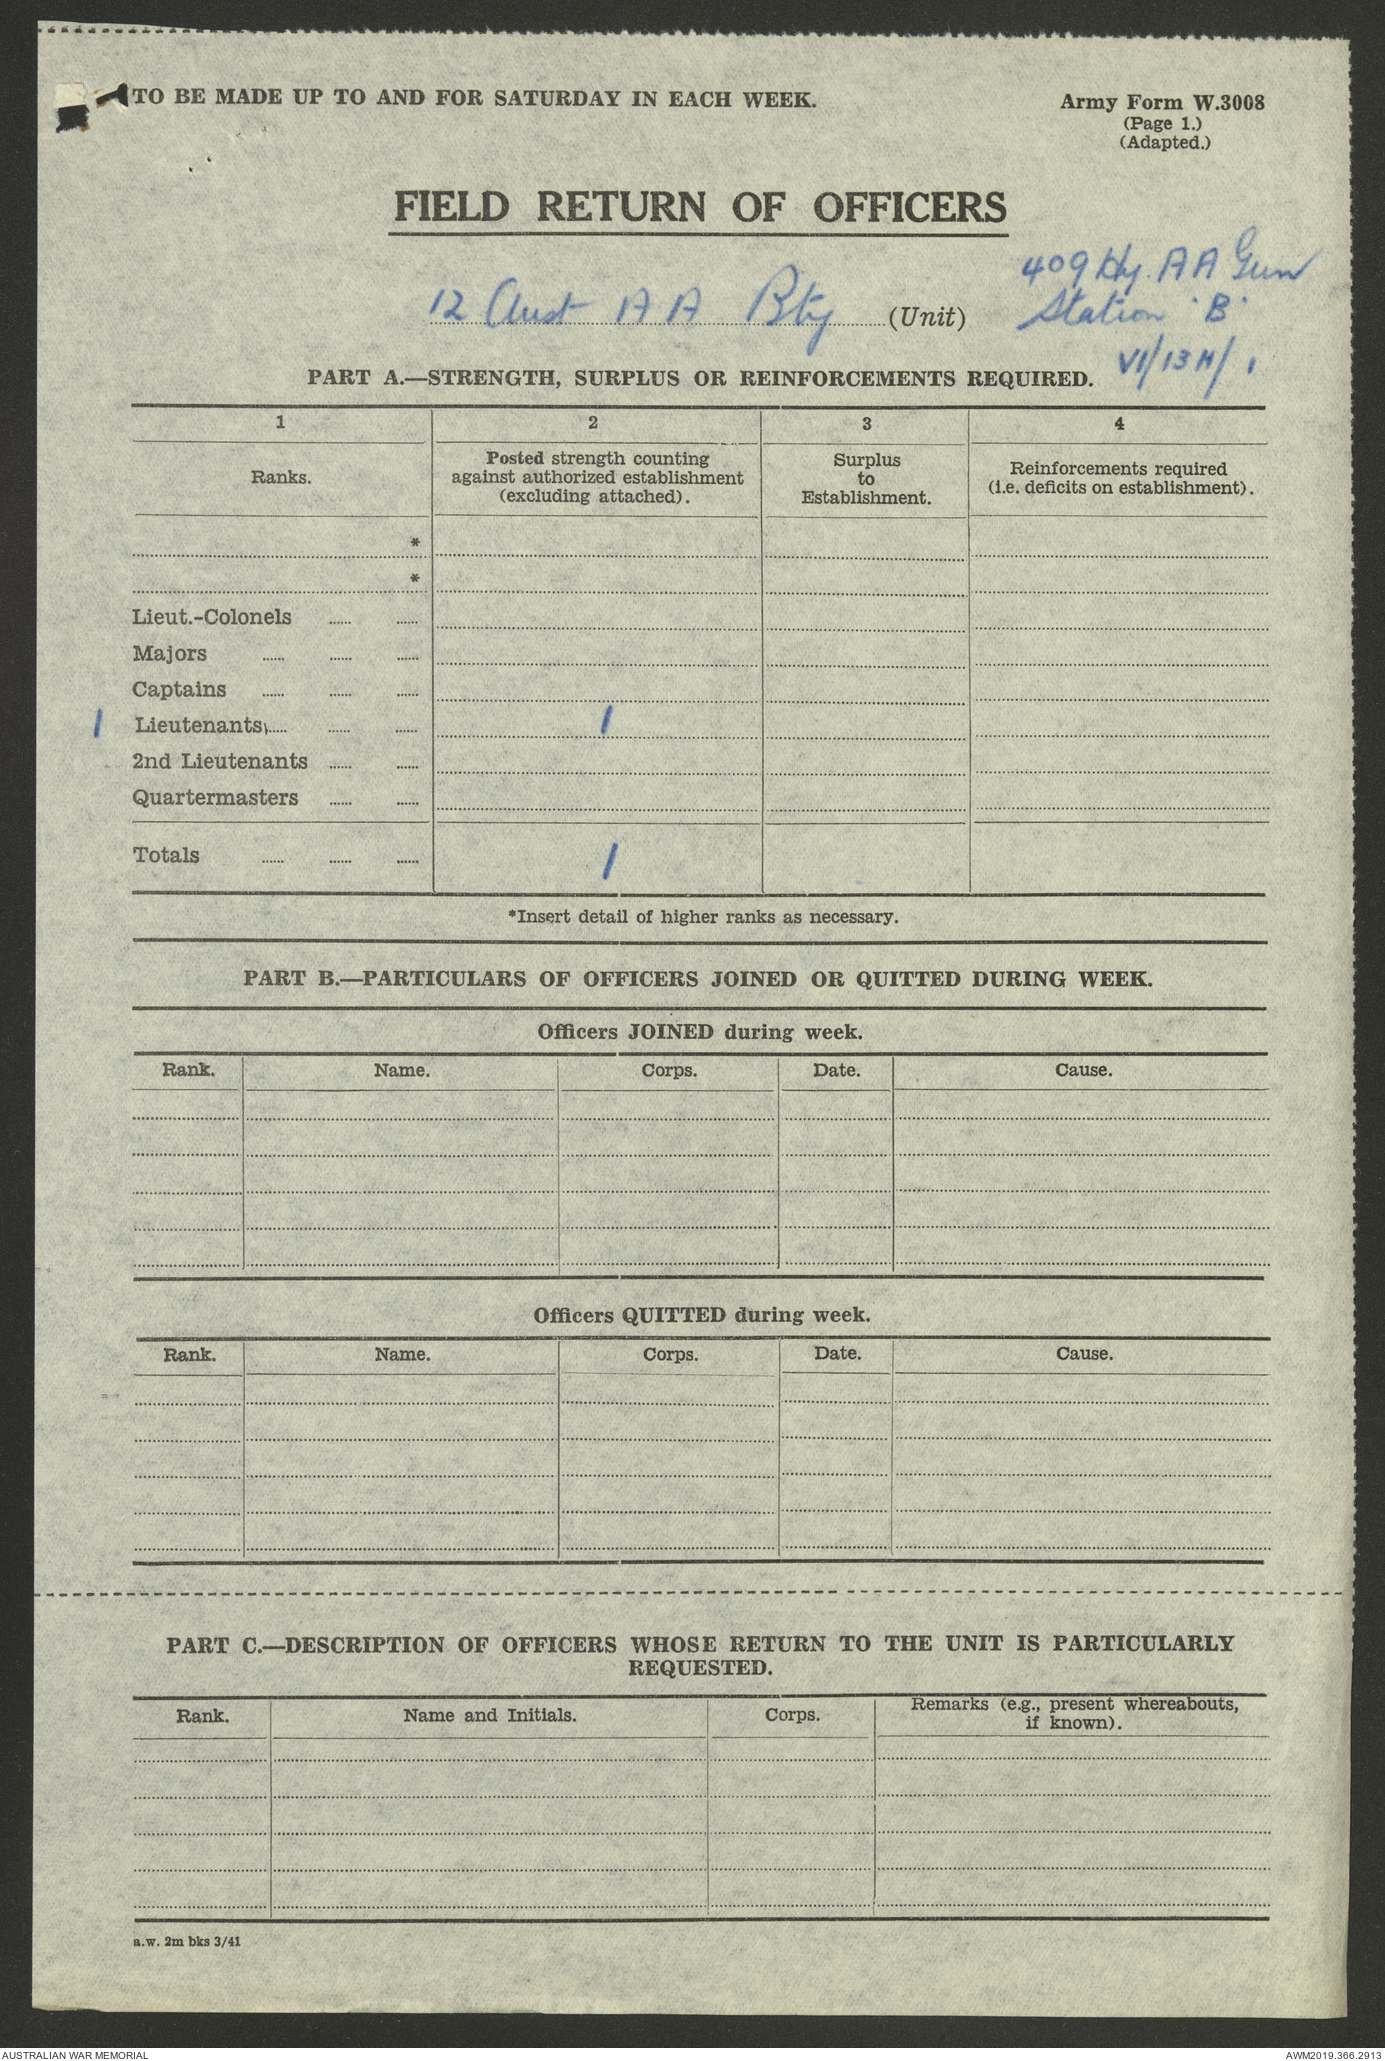 TO BE MADE UP TO AND FOR SATURDAY IN EACH WEEK.
Army Form W.3008
(Page 1.)
(Adapted.)
FIELD RETURN OF OFFICERS
12 Aust A A Bty (Unit)
409 Hy. A A Gun
Station 'B'
VI/13H/1
PART A.—STRENGTH, SURPLUS OR REINFORCEMENTS REQUIRED.
1 2 3 4
Ranks.
Posted strength counting
against authorized establishment
(excluding attached).
Surplus
to
Establishment.
Reinforcements required
(i.e. deficits on establishment).
*
*
Lieut.-Colonels ...... ......
Majors ...... ...... ......
Captains ...... ...... ......
1 Lieutenants ...... ...... ...... 1
2nd Lieutenants ...... ......
Quartermasters ...... ......
Totals ...... ...... ...... 1
*Insert detail of higher ranks as necessary.
PART B.—PARTICULARS OF OFFICERS JOINED OR QUITTED DURING WEEK.
Officers JOINED during week.
Rank. Name. Corps. Date. Cause.
Officers QUITTED during week.
Rank. Name. Corps. Date. Cause.
PART C.—DESCRIPTION OF OFFICERS WHOSE RETURN TO THE UNIT IS PARTICULARLY
REQUESTED.
Rank. Name and Initials. Corps.
Remarks (e.g., present whereabouts,
if known).
a.w. 2m bks 3/41
AUSTRALIAN WAR MEMORIAL
AWM2019.366.2913